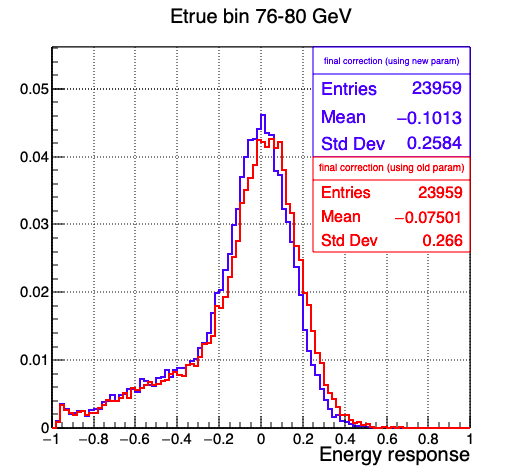 Etrue bin 76-80 GeV
final correction (using new param)
Entries 23959
Mean −0.1013
Std Dev 0.2584
final correction (using old param)
Entries 23959
Mean −0.07501
Std Dev 0.266
0.05
0.04
0.03
0.02
0.01
0
−1 −0.8 −0.6 −0.4 −0.2 0 0.2 0.4 0.6 0.8 1
Energy response